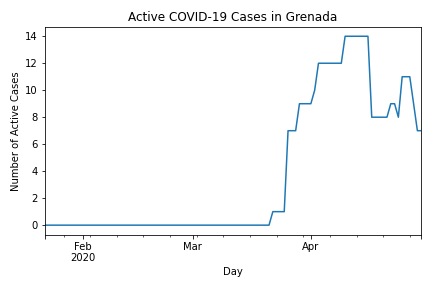 Active COVID-19 Cases in Grenada
14
12
10
8
6
4
2
0
Number of Active Cases
Feb
2020
Mar
Apr
Day